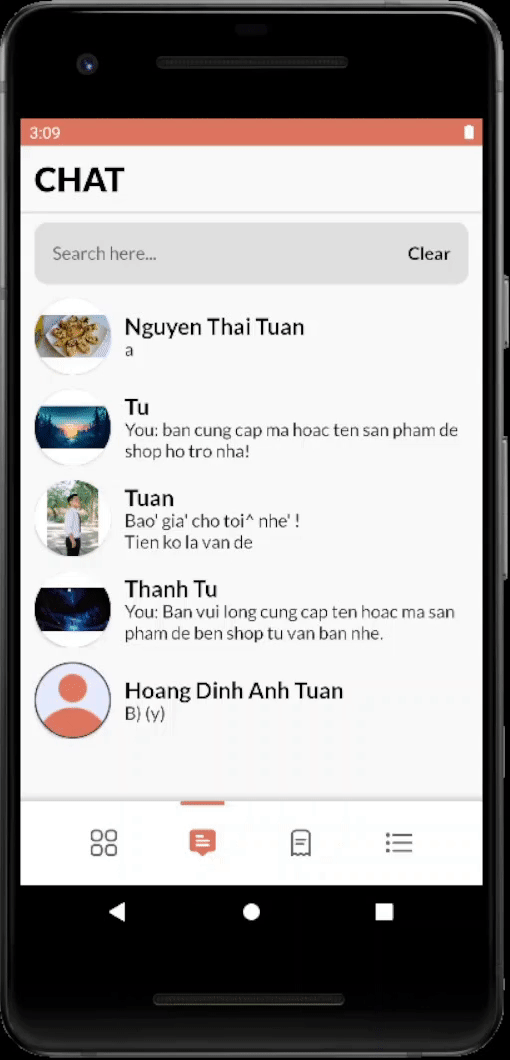 3:09
CHAT
Search here...
Clear
Nguyen Thai Tuan
a
Tu
You: ban cung cap ma hoac ten san pham de
shop ho tro nha!
Tuan
Bao' gia' cho toi^ nhe' !
Tien ko la van de
Thanh Tu
You: Ban vui long cung cap ten hoac ma san
pham de ben shop tu van ban nhe.
Hoang Dinh Anh Tuan
B) (y)